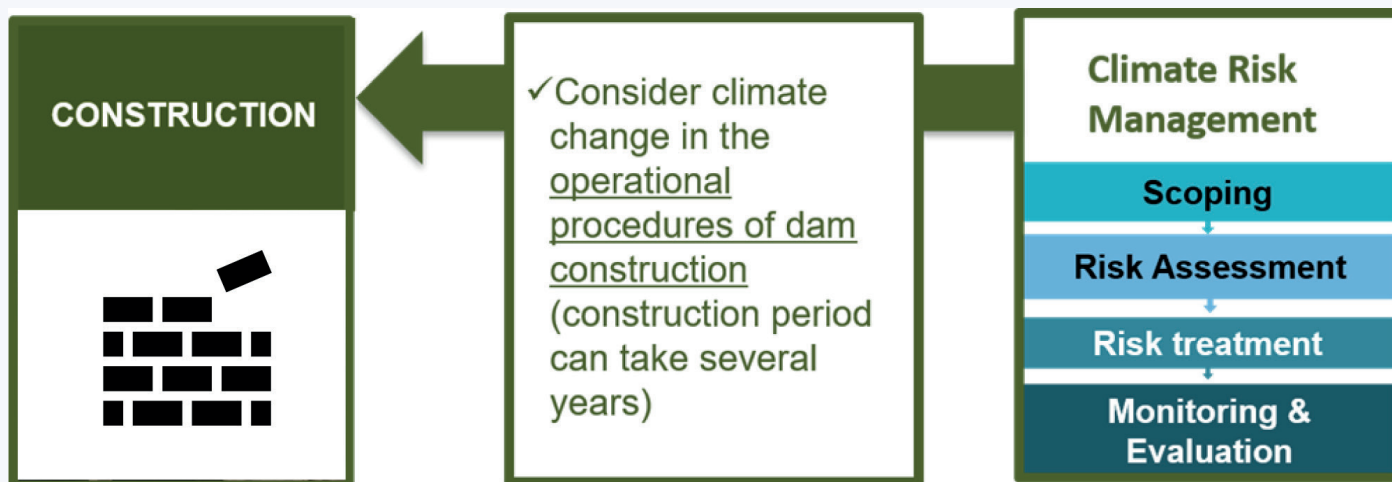 CONSTRUCTION
✓Consider climate
change in the
operational
procedures of dam
construction
(construction period
can take several
years)
Climate Risk
Management
Scoping
Risk Assessment
Risk treatment
Monitoring &
Evaluation